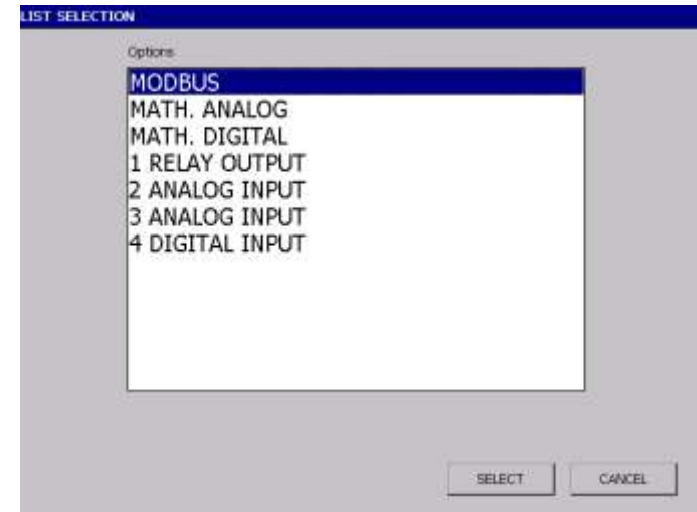 LIST SELECTION
Options
MODBUS
MATH. ANALOG
MATH. DIGITAL
1 RELAY OUTPUT
2 ANALOG INPUT
3 ANALOG INPUT
4 DIGITAL INPUT
SELECT CANCEL